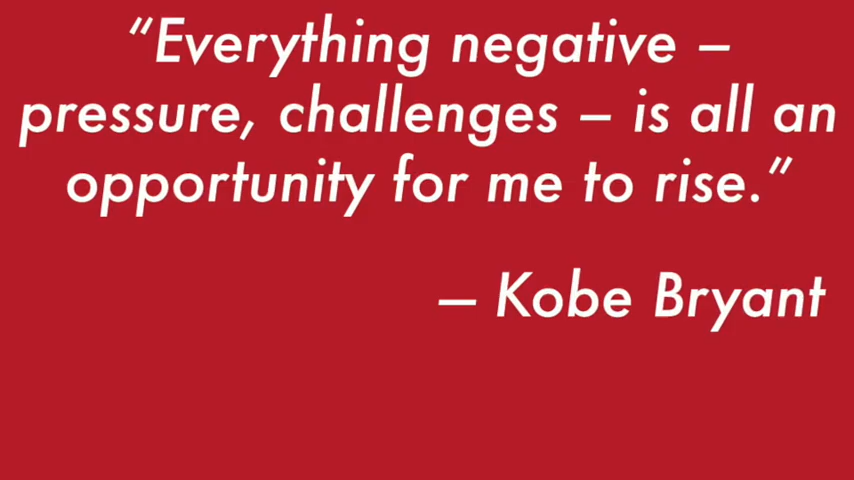 “Everything negative –
pressure, challenges – is all an
opportunity for me to rise.”
— Kobe Bryant